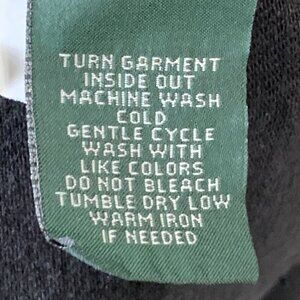 TURN GARMENT
INSIDE OUT
MACHINE WASH
COLD
GENTLE CYCLE
WASH WITH
LIKE COLORS
DO NOT BLEACH
TUMBLE DRY LOW
WARM IRON
IF NEEDED